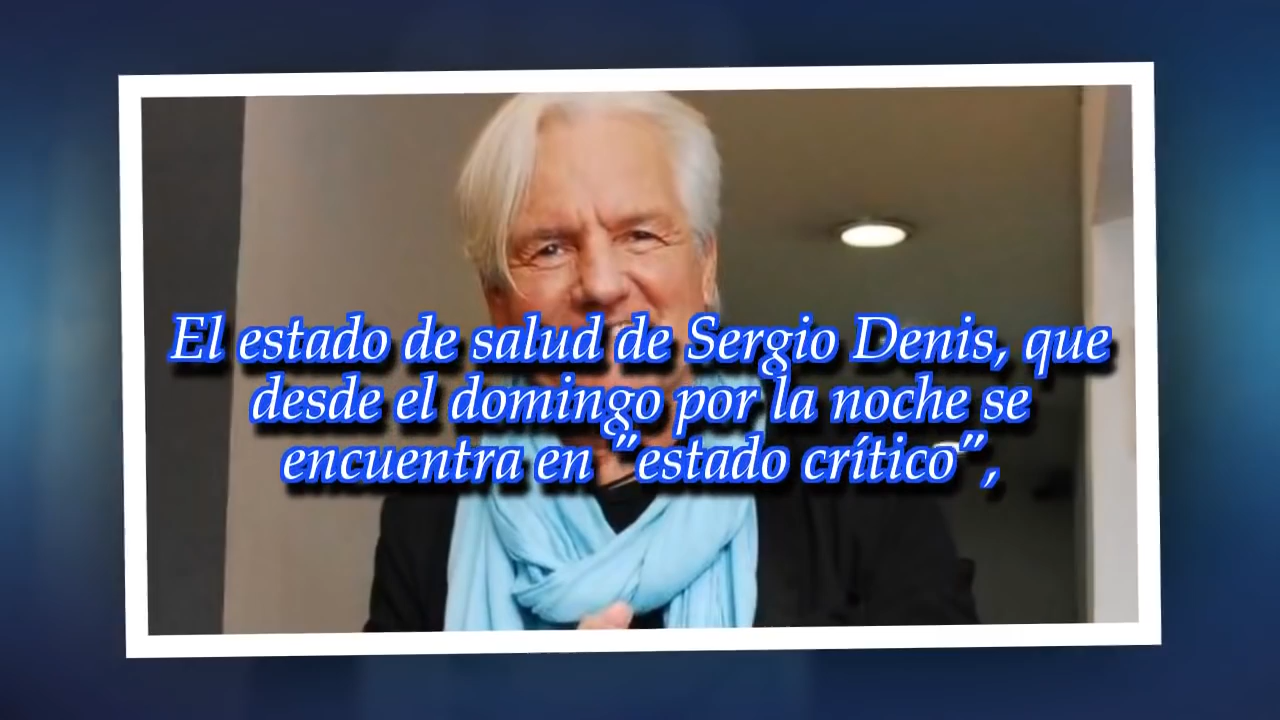 El estado de salud de Sergio Denis, que
desde el domingo por la noche se
encuentra en "estado crítico",